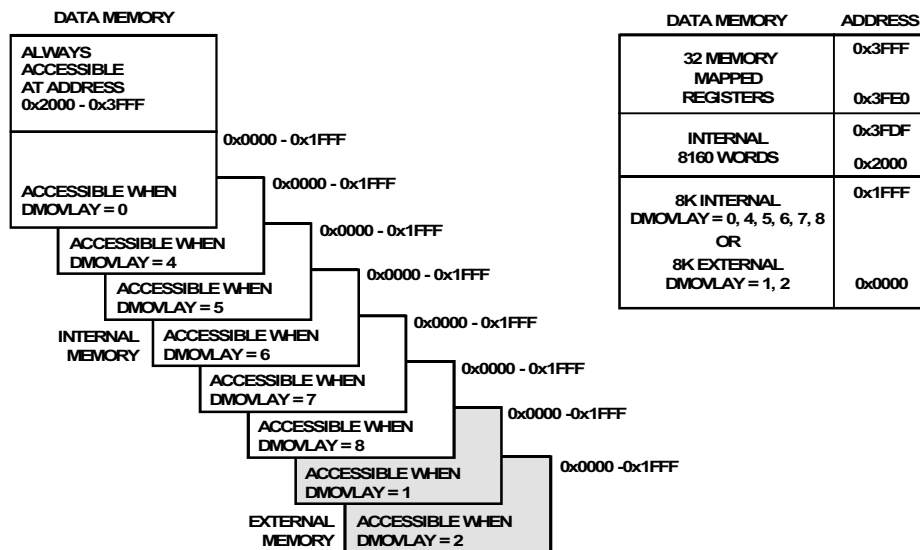 DATA MEMORY
ALWAYS
ACCESSIBLE
AT ADDRESS
0x2000 - 0x3FFF
0x0000 - 0x1FFF
ACCESSIBLE WHEN
DMOVLAY = 0
0x0000 - 0x1FFF
ACCESSIBLE WHEN
DMOVLAY = 4
0x0000 - 0x1FFF
ACCESSIBLE WHEN
DMOVLAY = 5
0x0000 - 0x1FFF
INTERNAL
MEMORY
ACCESSIBLE WHEN
DMOVLAY = 6
0x0000 - 0x1FFF
ACCESSIBLE WHEN
DMOVLAY = 7
0x0000 - 0x1FFF
ACCESSIBLE WHEN
DMOVLAY = 8
0x0000 -0x1FFF
ACCESSIBLE WHEN
DMOVLAY = 1
0x0000 -0x1FFF
EXTERNAL
MEMORY
ACCESSIBLE WHEN
DMOVLAY = 2
DATA MEMORY ADDRESS
32 MEMORY
MAPPED
REGISTERS
0x3FFF
0x3FE0
INTERNAL
8160 WORDS
0x3FDF
0x2000
8K INTERNAL
DMOVLAY = 0, 4, 5, 6, 7, 8
OR
8K EXTERNAL
DMOVLAY = 1, 2
0x1FFF
0x0000